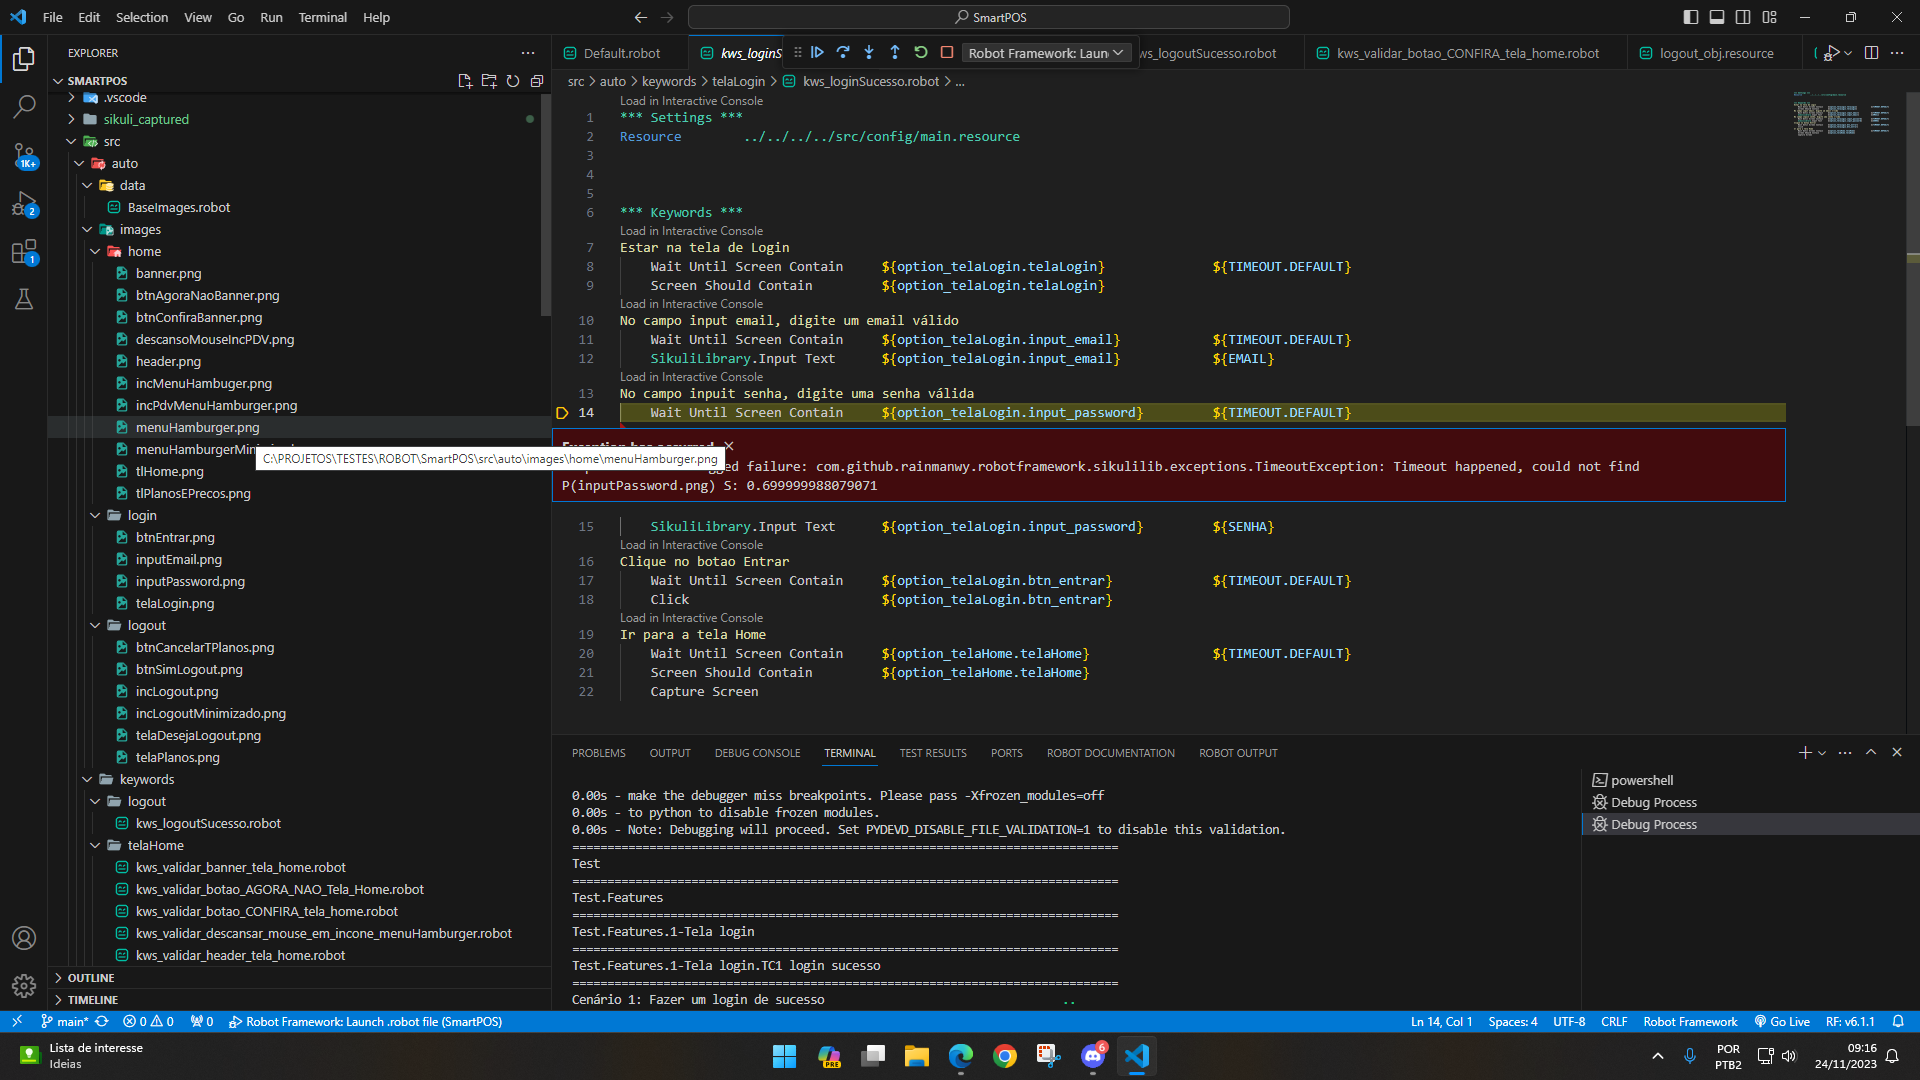 File Edit Selection View Go Run Terminal Help
SmartPOS
EXPLORER
SMARTPOS
.vscode
sikuli_captured
src
auto
data
BaseImages.robot
images
home
banner.png
btnAgoraNaoBanner.png
btnConfiraBanner.png
descansoMouseIncPDV.png
header.png
incMenuHambuger.png
incPdvMenuHamburger.png
menuHamburger.png
C:\PROJETOS\TESTES\ROBOT\SmartPOS\src\auto\images\home\menuHamburger.png
tlHome.png
tlPlanosEPrecos.png
login
btnEntrar.png
inputEmail.png
inputPassword.png
telaLogin.png
logout
btnCancelarTPlanos.png
btnSimLogout.png
incLogout.png
incLogoutMinimizado.png
telaDesejaLogout.png
telaPlanos.png
keywords
logout
kws_logoutSucesso.robot
telaHome
kws_validar_banner_tela_home.robot
kws_validar_botao_AGORA_NAO_Tela_Home.robot
kws_validar_botao_CONFIRA_tela_home.robot
kws_validar_descansar_mouse_em_incone_menuHamburger.robot
kws_validar_header_tela_home.robot
OUTLINE
TIMELINE
1K+
2
1
Default.robot kws_loginS Robot Framework: Laun ws_logoutSucesso.robot kws_validar_botao_CONFIRA_tela_home.robot logout_obj.resource
src > auto > keywords > telaLogin > kws_loginSucesso.robot > ...
Load in Interactive Console
1 *** Settings ***
2 Resource ../../../../src/config/main.resource
3
4
5
6 *** Keywords ***
Load in Interactive Console
7 Estar na tela de Login
8 Wait Until Screen Contain ${option_telaLogin.telaLogin} ${TIMEOUT.DEFAULT}
9 Screen Should Contain ${option_telaLogin.telaLogin}
Load in Interactive Console
10 No campo input email, digite um email válido
11 Wait Until Screen Contain ${option_telaLogin.input_email} ${TIMEOUT.DEFAULT}
12 SikuliLibrary.Input Text ${option_telaLogin.input_email} ${EMAIL}
Load in Interactive Console
13 No campo inpuit senha, digite uma senha válida
14 Wait Until Screen Contain ${option_telaLogin.input_password} ${TIMEOUT.DEFAULT}
failure: com.github.rainmanwy.robotframework.sikulilib.exceptions.TimeoutException: Timeout happened, could not find
P(inputPassword.png) S: 0.699999988079071
15 SikuliLibrary.Input Text ${option_telaLogin.input_password} ${SENHA}
Load in Interactive Console
16 Clique no botao Entrar
17 Wait Until Screen Contain ${option_telaLogin.btn_entrar} ${TIMEOUT.DEFAULT}
18 Click ${option_telaLogin.btn_entrar}
Load in Interactive Console
19 Ir para a tela Home
20 Wait Until Screen Contain ${option_telaHome.telaHome} ${TIMEOUT.DEFAULT}
21 Screen Should Contain ${option_telaHome.telaHome}
22 Capture Screen
PROBLEMS OUTPUT DEBUG CONSOLE TERMINAL TEST RESULTS PORTS ROBOT DOCUMENTATION ROBOT OUTPUT
0.00s - make the debugger miss breakpoints. Please pass -Xfrozen_modules=off
0.00s - to python to disable frozen modules.
0.00s - Note: Debugging will proceed. Set PYDEVD_DISABLE_FILE_VALIDATION=1 to disable this validation.
==============================================================================
Test
==============================================================================
Test.Features
==============================================================================
Test.Features.1-Tela login
==============================================================================
Test.Features.1-Tela login.TC1 login sucesso
==============================================================================
Cenário 1: Fazer um login de sucesso ..
powershell
Debug Process
Debug Process
main* 0 0 0 Robot Framework: Launch .robot file (SmartPOS) Ln 14, Col 1 Spaces: 4 UTF-8 CRLF Robot Framework Go Live RF: v6.1.1
Lista de interesse
Ideias
PRE
6
POR
PTB2
09:16
24/11/2023